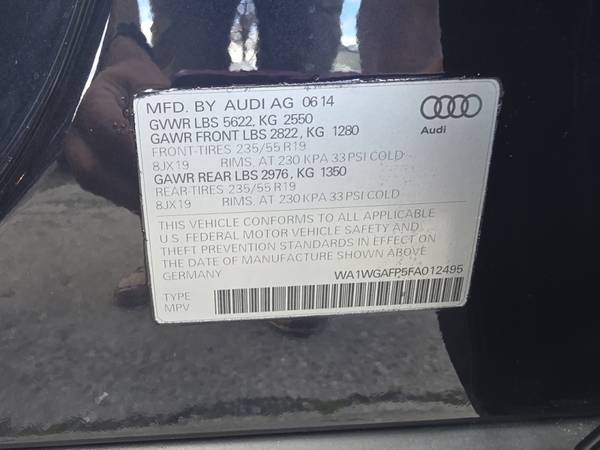 MFD. BY AUDI AG 06 14
GVWR LBS 5622, KG 2550
GAWR FRONT LBS 2822, KG 1280
FRONT-TIRES 235/55 R19
8JX19 RIMS, AT 230 KPA 33 PSI COLD
GAWR REAR LBS 2976, KG 1350
REAR-TIRES 235/55 R19
8JX19 RIMS, AT 230 KPA 33 PSI COLD
Audi
THIS VEHICLE CONFORMS TO ALL APPLICABLE
U.S. FEDERAL MOTOR VEHICLE SAFETY AND
THEFT PREVENTION STANDARDS IN EFFECT ON
THE DATE OF MANUFACTURE SHOWN ABOVE
GERMANY WA1WGAFP5FA012495
TYPE
MPV